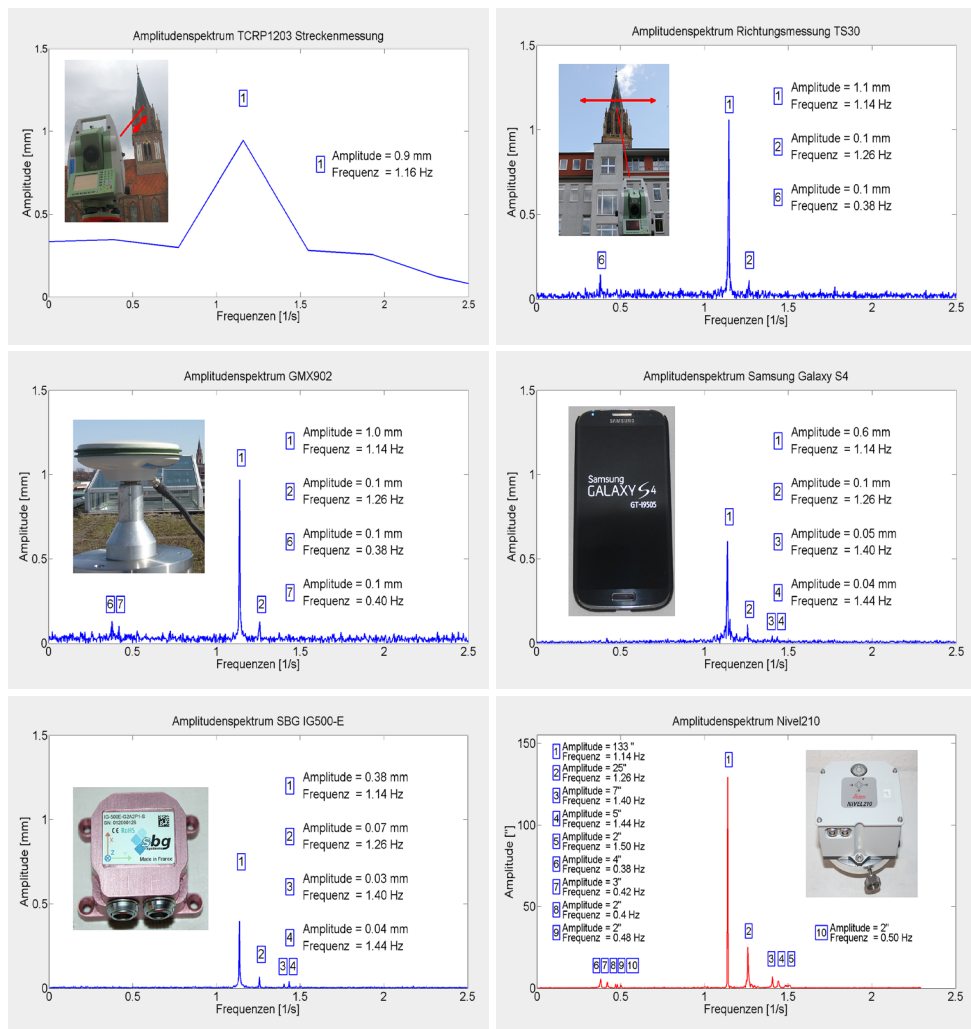 Amplitudenspektrum TCRP1203 Streckenmessung
1.5
1
0.5
0
Amplitude [mm]
1
1
Amplitude = 0.9 mm
Frequenz = 1.16 Hz
0 0.5 1 1.5 2 2.5
Frequenzen [1/s]
Amplitudenspektrum Richtungsmessung TS30
1.5
1
0.5
0
Amplitude [mm]
6
1
2
1
Amplitude = 1.1 mm
Frequenz = 1.14 Hz
2
Amplitude = 0.1 mm
Frequenz = 1.26 Hz
6
Amplitude = 0.1 mm
Frequenz = 0.38 Hz
0 0.5 1 1.5 2 2.5
Frequenzen [1/s]
Amplitudenspektrum GMX902
1.5
1
0.5
0
Amplitude [mm]
6 7
1
2
1
Amplitude = 1.0 mm
Frequenz = 1.14 Hz
2
Amplitude = 0.1 mm
Frequenz = 1.26 Hz
6
Amplitude = 0.1 mm
Frequenz = 0.38 Hz
7
Amplitude = 0.1 mm
Frequenz = 0.40 Hz
0 0.5 1 1.5 2 2.5
Frequenzen [1/s]
Amplitudenspektrum Samsung Galaxy S4
1.5
1
0.5
0
Amplitude [mm]
SAMSUNG
Samsung
GALAXY S4
GT-I9505
1
2
3 4
1
Amplitude = 0.6 mm
Frequenz = 1.14 Hz
2
Amplitude = 0.1 mm
Frequenz = 1.26 Hz
3
Amplitude = 0.05 mm
Frequenz = 1.40 Hz
4
Amplitude = 0.04 mm
Frequenz = 1.44 Hz
0 0.5 1 1.5 2 2.5
Frequenzen [1/s]
Amplitudenspektrum SBG IG500-E
1.5
1
0.5
0
Amplitude [mm]
IG-500E-G2A2P1-S
CE RoHS
sbg
systems
X
Z
Made in France
1
2
3 4
1
Amplitude = 0.38 mm
Frequenz = 1.14 Hz
2
Amplitude = 0.07 mm
Frequenz = 1.26 Hz
3
Amplitude = 0.03 mm
Frequenz = 1.40 Hz
4
Amplitude = 0.04 mm
Frequenz = 1.44 Hz
0 0.5 1 1.5 2 2.5
Frequenzen [1/s]
Amplitudenspektrum Nivel210
150
100
50
0
Amplitude ["]
1
Amplitude = 133 "
Frequenz = 1.14 Hz
2
Amplitude = 25"
Frequenz = 1.26 Hz
3
Amplitude = 7"
Frequenz = 1.40 Hz
4
Amplitude = 5"
Frequenz = 1.44 Hz
5
Amplitude = 2"
Frequenz = 1.50 Hz
6
Amplitude = 4"
Frequenz = 0.38 Hz
7
Amplitude = 3"
Frequenz = 0.42 Hz
8
Amplitude = 2"
Frequenz = 0.4 Hz
9
Amplitude = 2"
Frequenz = 0.48 Hz
10
Amplitude = 2"
Frequenz = 0.50 Hz
NIVEL210
6 7 8 9 10
1
2
3 4 5
0 0.5 1 1.5 2 2.5
Frequenzen [1/s]